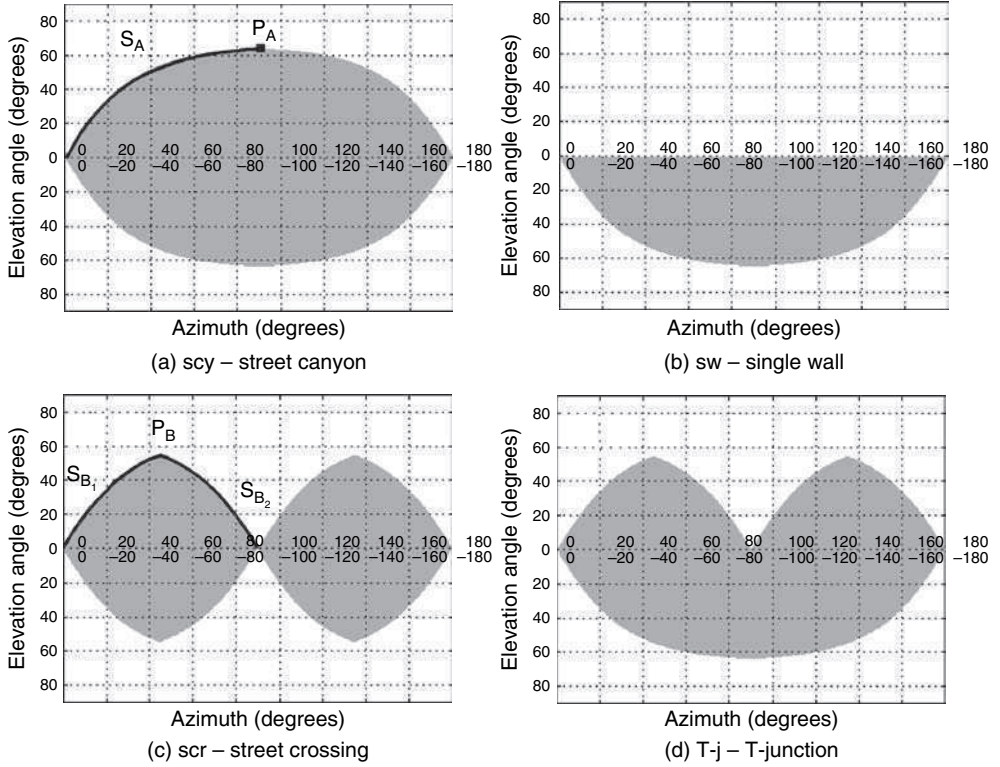 Elevation angle (degrees)
80
60
40
20
0
20
40
60
80
S_A
P_A
0 20 40 60 80 100 120 140 160 180
0 –20 –40 –60 –80 –100 –120 –140 –160 –180
Azimuth (degrees)
(a) scy – street canyon
Elevation angle (degrees)
80
60
40
20
0
20
40
60
80
0 20 40 60 80 100 120 140 160 180
0 –20 –40 –60 –80 –100 –120 –140 –160 –180
Azimuth (degrees)
(b) sw – single wall
Elevation angle (degrees)
80
60
40
20
0
20
40
60
80
P_B
S_B1
S_B2
0 20 40 60 80 100 120 140 160 180
0 –20 –40 –60 –80 –100 –120 –140 –160 –180
Azimuth (degrees)
(c) scr – street crossing
Elevation angle (degrees)
80
60
40
20
0
20
40
60
80
0 20 40 60 80 100 120 140 160 180
0 –20 –40 –60 –80 –100 –120 –140 –160 –180
Azimuth (degrees)
(d) T-j – T-junction